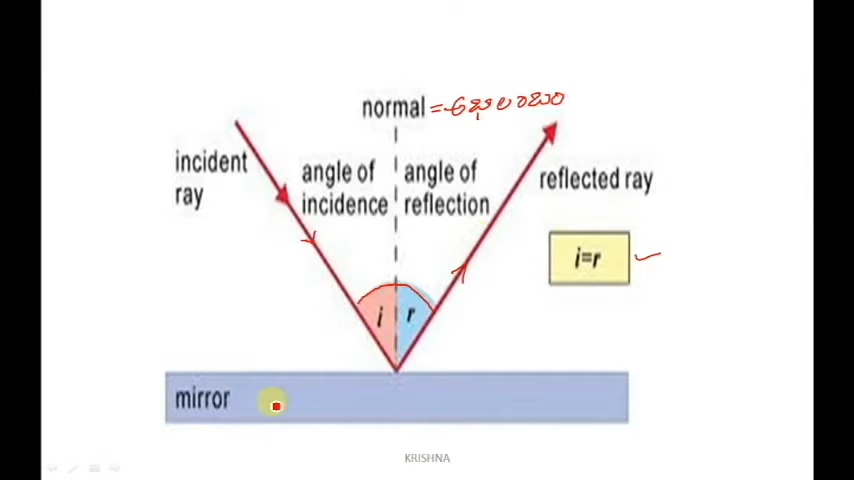 normal =
incident
ray
angle of
incidence
angle of
reflection
reflected ray
i=r
i
r
mirror
KRISHNA